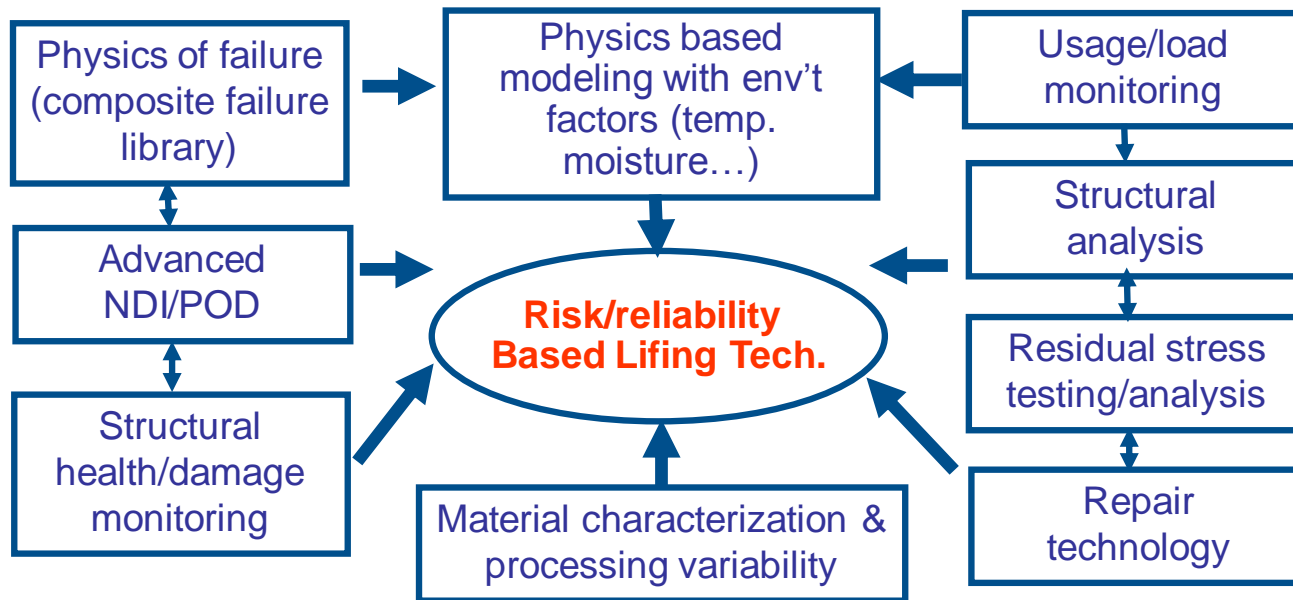 Physics of failure
(composite failure
library)
Physics based
modeling with env’t
factors (temp.
moisture…)
Usage/load
monitoring
Advanced
NDI/POD
Structural
analysis
Risk/reliability
Based Lifing Tech.
Residual stress
testing/analysis
Structural
health/damage
monitoring
Material characterization &
processing variability
Repair
technology